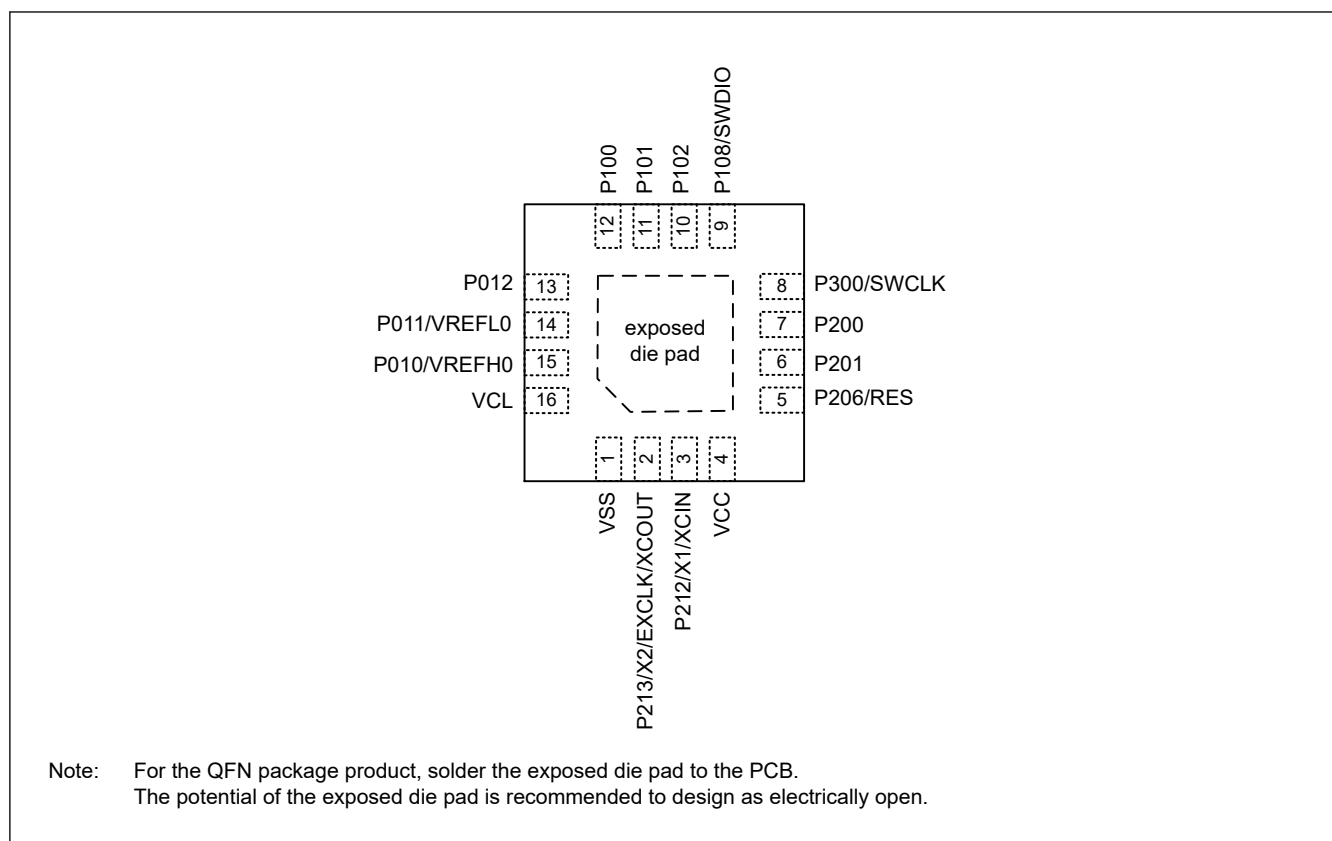 P100
P101
P102
P108/SWDIO
12
11
10
9
P012
13
P011/VREFL0
14
P010/VREFH0
15
VCL
16
exposed
die pad
8
P300/SWCLK
7
P200
6
P201
5
P206/RES
1
2
3
4
VSS
P213/X2/EXCLK/XCOUT
P212/X1/XCIN
VCC
Note: For the QFN package product, solder the exposed die pad to the PCB.
The potential of the exposed die pad is recommended to design as electrically open.